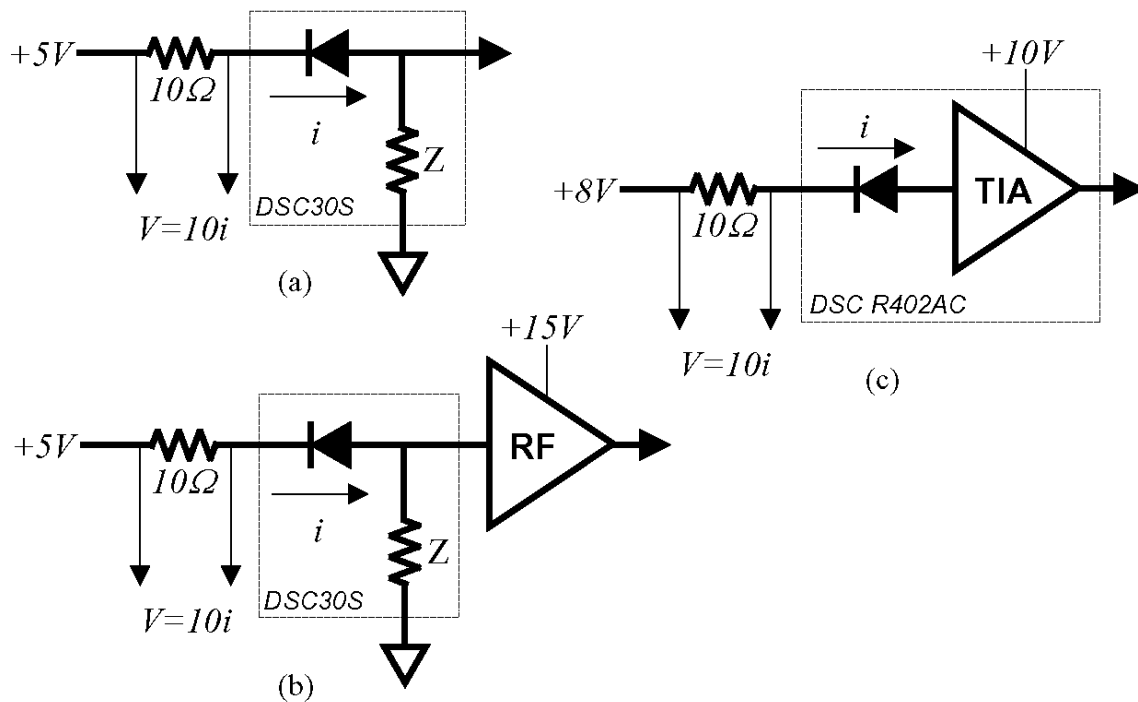 +5V
10Ω
i
Z
DSC30S
V=10i
(a)
+10V
i
+8V
10Ω
TIA
DSC R402AC
V=10i
(c)
+15V
+5V
10Ω
i
RF
Z
DSC30S
V=10i
(b)